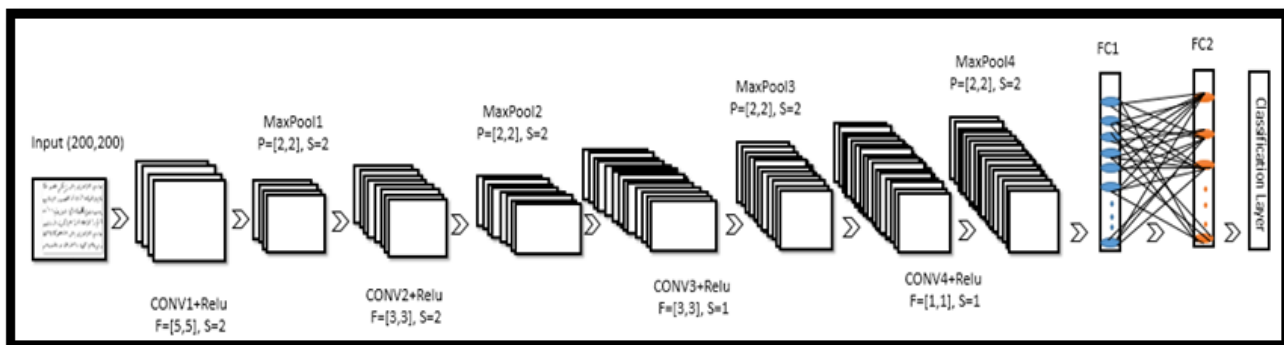 Input (200,200)
CONV1+Relu
F=[5,5], S=2
MaxPool1
P=[2,2], S=2
CONV2+Relu
F=[3,3], S=2
MaxPool2
P=[2,2], S=2
CONV3+Relu
F=[3,3], S=1
MaxPool3
P=[2,2], S=2
CONV4+Relu
F=[1,1], S=1
MaxPool4
P=[2,2], S=2
FC1
FC2
Classification Layer